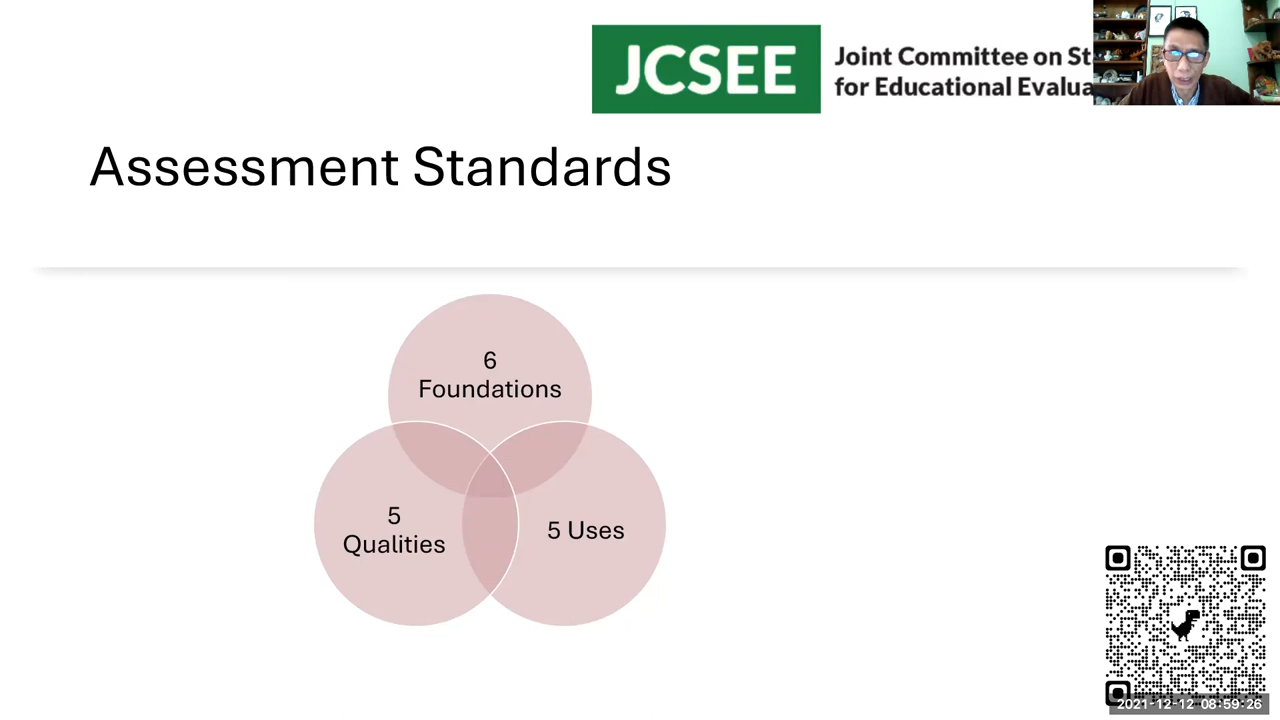 JCSEE
Joint Committee on St
for Educational Evalua
Assessment Standards
6
Foundations
5
Qualities
5 Uses
2021-12-12 08:59:26